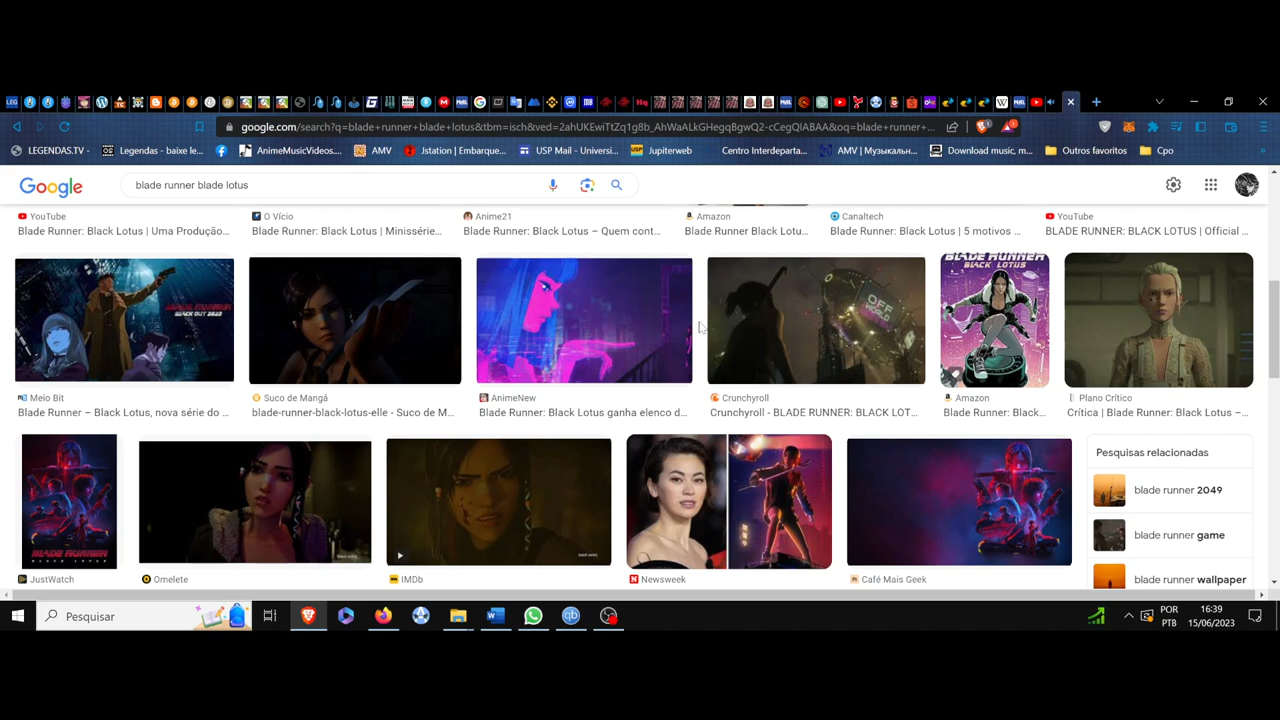 google.com/search?q=blade+runner+blade+lotus&tbm=isch&ved=2ahUKEwiTtZq1g8b_AhWaALkGHegqBgwQ2-cCegQIABAA&oq=blade+runner+...
LEGENDAS.TV - Legendas - baixe le... AnimeMusicVideos.... AMV Jstation | Embarque... USP Mail - Universi... Jupiterweb Centro Interdeparta... AMV | Музыкальн... Download music, m... Outros favoritos Cpo
Google blade runner blade lotus
YouTube O Vício Anime21 Amazon Canaltech YouTube
Blade Runner: Black Lotus | Uma Produção... Blade Runner: Black Lotus | Minissérie... Blade Runner: Black Lotus – Quem cont... Blade Runner Black Lotu... Blade Runner: Black Lotus | 5 motivos ... BLADE RUNNER: BLACK LOTUS | Official ...
BLADE RUNNER
BLACK LOTUS
OFF
WORLD
BLADE RUNNER
BLACK OUT 2022
Meio Bit Suco de Mangá AnimeNew Crunchyroll Amazon Plano Crítico
Blade Runner – Black Lotus, nova série do ... blade-runner-black-lotus-elle - Suco de M... Blade Runner: Black Lotus ganha elenco d... Crunchyroll - BLADE RUNNER: BLACK LOT... Blade Runner: Black... Crítica | Blade Runner: Black Lotus –...
Pesquisas relacionadas
blade runner 2049
blade runner game
blade runner wallpaper
BLADE RUNNER
BLACK LOTUS
JustWatch Omelete IMDb Newsweek Café Mais Geek
Pesquisar
POR
PTB
16:39
15/06/2023